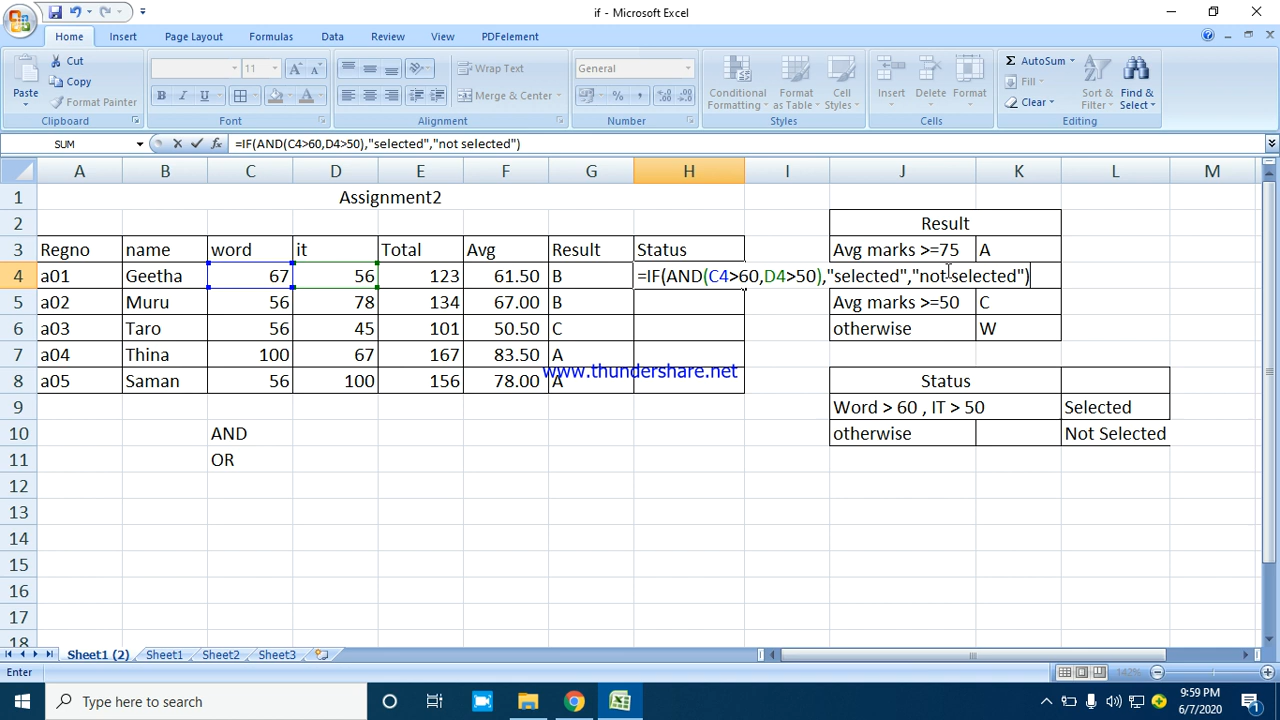 if - Microsoft Excel
Home Insert Page Layout Formulas Data Review View PDFelement
Paste Cut Copy Format Painter Clipboard
11 B I U Font
Wrap Text Merge & Center Alignment
General % , Number
Conditional Formatting Format as Table Cell Styles Styles
Insert Delete Format Cells
Σ AutoSum Fill Clear Sort & Filter Find & Select Editing
SUM =IF(AND(C4>60,D4>50),"selected","not selected")
A B C D E F G H I J K L M
1 Assignment2
2 Result
3 Regno name word it Total Avg Result Status Avg marks >=75 A
4 a01 Geetha 67 56 123 61.50 B =IF(AND(C4>60,D4>50),"selected","not selected")
5 a02 Muru 56 78 134 67.00 B Avg marks >=50 C
6 a03 Taro 56 45 101 50.50 C otherwise W
7 a04 Thina 100 67 167 83.50 A
www.thundershare.net
8 a05 Saman 56 100 156 78.00 A Status
9 Word > 60 , IT > 50 Selected
10 AND otherwise Not Selected
11 OR
12
13
14
15
16
17
18
Sheet1 (2) Sheet1 Sheet2 Sheet3
Enter 142%
Type here to search 9:59 PM
6/7/2020 1